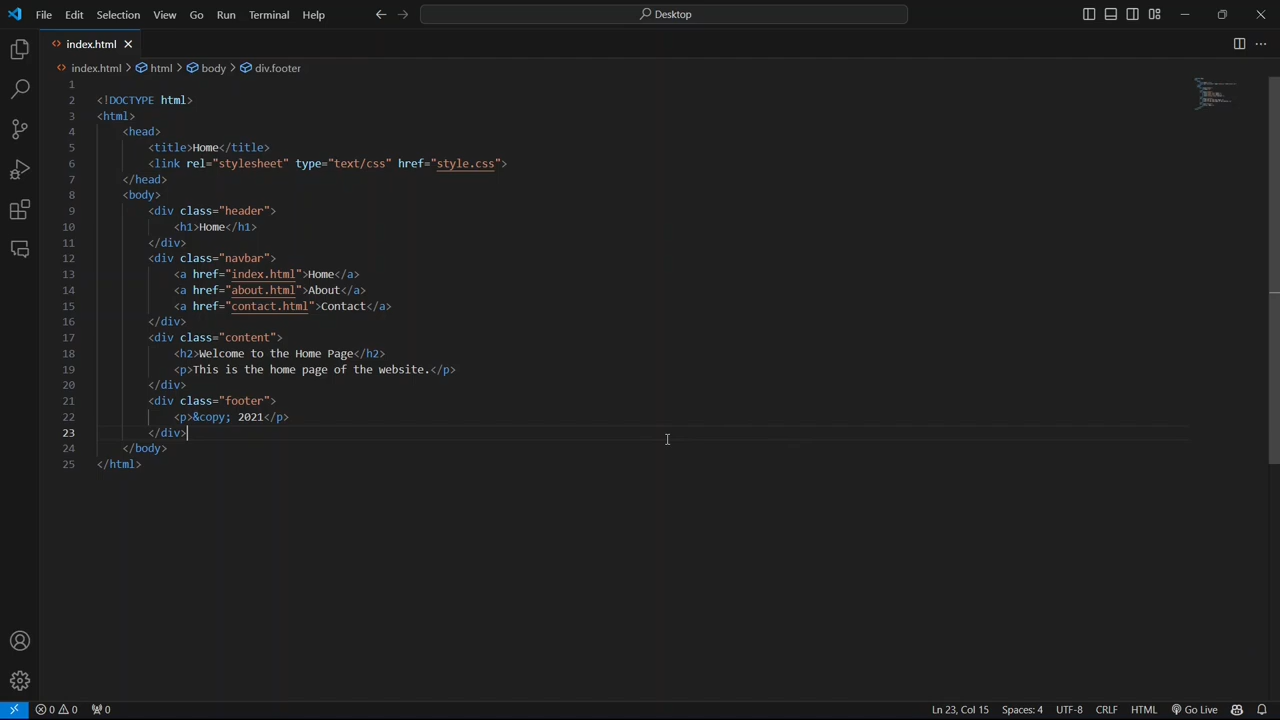 File Edit Selection View Go Run Terminal Help
Desktop
index.html
index.html > html > body > div.footer
1
2 <!DOCTYPE html>
3 <html>
4 <head>
5 <title>Home</title>
6 <link rel="stylesheet" type="text/css" href="style.css">
7 </head>
8 <body>
9 <div class="header">
10 <h1>Home</h1>
11 </div>
12 <div class="navbar">
13 <a href="index.html">Home</a>
14 <a href="about.html">About</a>
15 <a href="contact.html">Contact</a>
16 </div>
17 <div class="content">
18 <h2>Welcome to the Home Page</h2>
19 <p>This is the home page of the website.</p>
20 </div>
21 <div class="footer">
22 <p>&copy; 2021</p>
23 </div>
24 </body>
25 </html>
0 0 0 Ln 23, Col 15 Spaces: 4 UTF-8 CRLF HTML Go Live